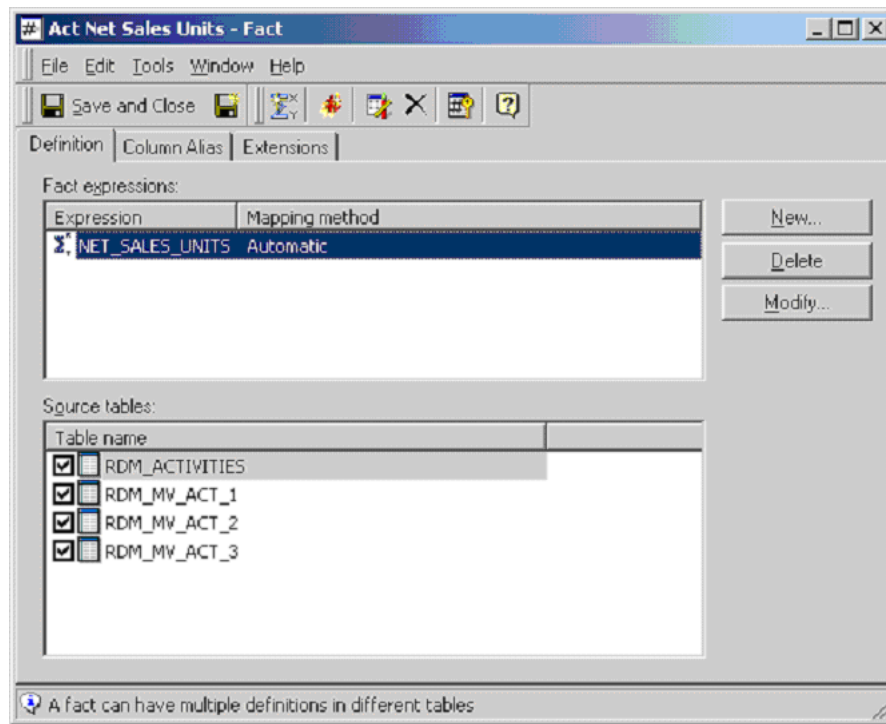 Act Net Sales Units - Fact
File Edit Tools Window Help
Save and Close
Definition Column Alias Extensions
Fact expressions:
Expression Mapping method
NET_SALES_UNITS Automatic
New...
Delete
Modify...
Source tables:
Table name
RDM_ACTIVITIES
RDM_MV_ACT_1
RDM_MV_ACT_2
RDM_MV_ACT_3
A fact can have multiple definitions in different tables